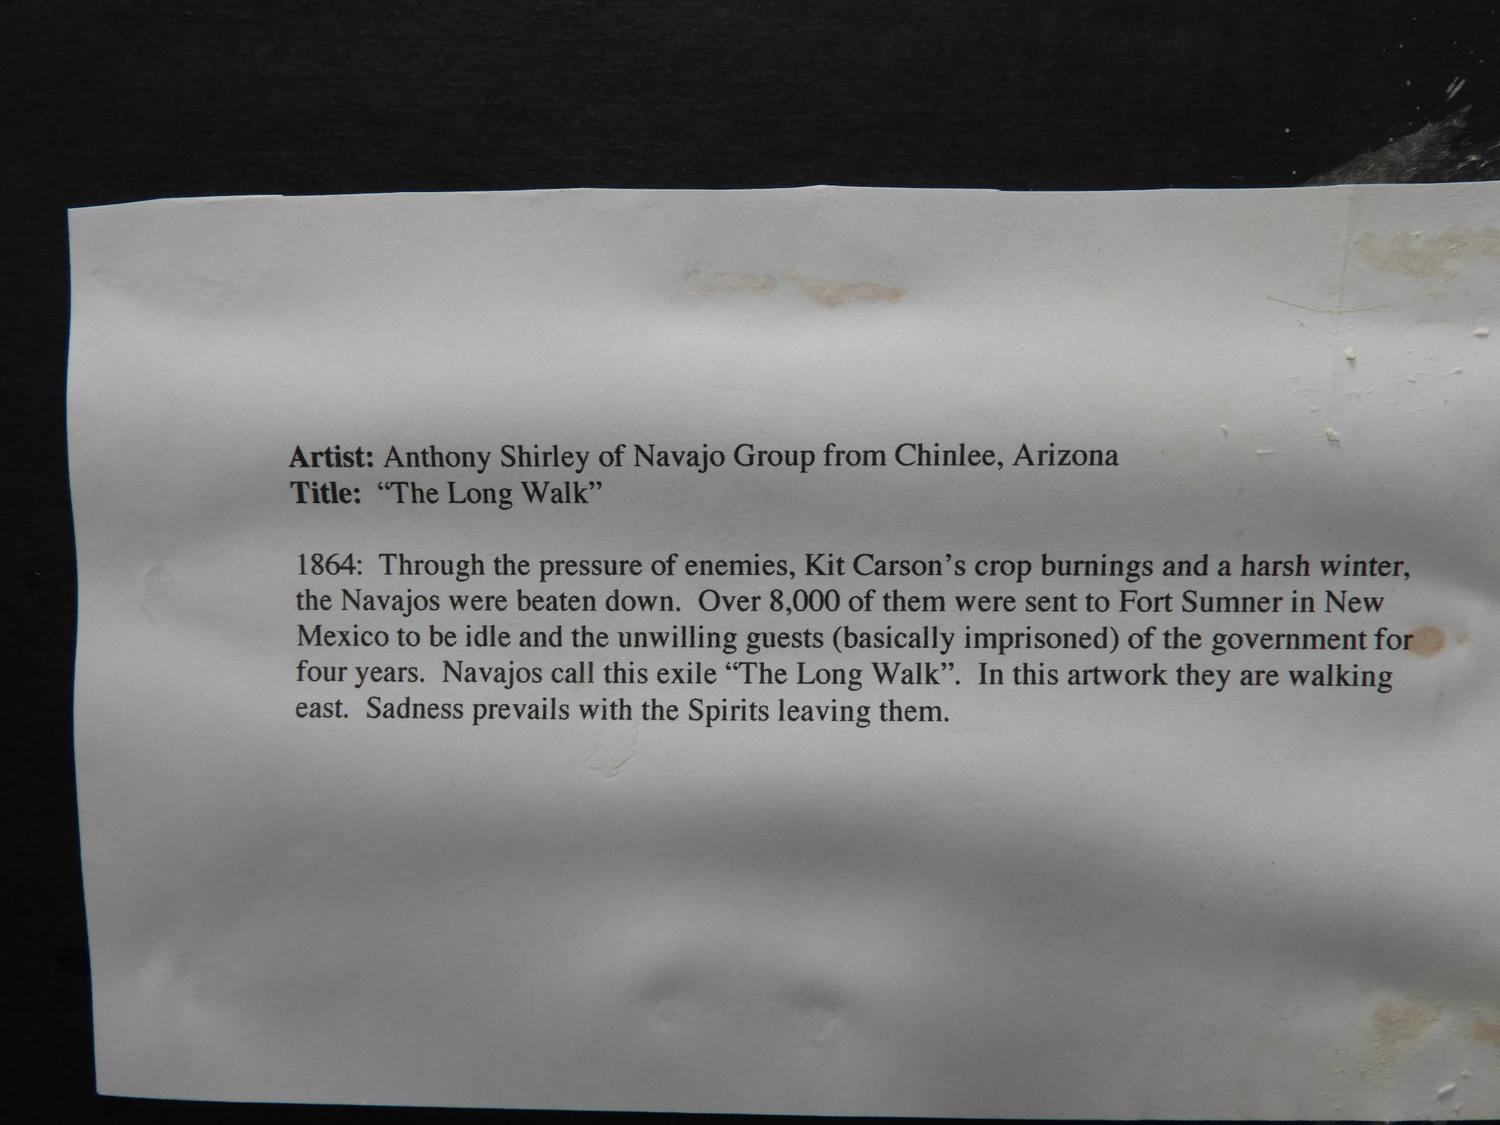 Artist: Anthony Shirley of Navajo Group from Chinlee, Arizona
Title: “The Long Walk”
1864: Through the pressure of enemies, Kit Carson’s crop burnings and a harsh winter,
the Navajos were beaten down. Over 8,000 of them were sent to Fort Sumner in New
Mexico to be idle and the unwilling guests (basically imprisoned) of the government for
four years. Navajos call this exile “The Long Walk”. In this artwork they are walking
east. Sadness prevails with the Spirits leaving them.